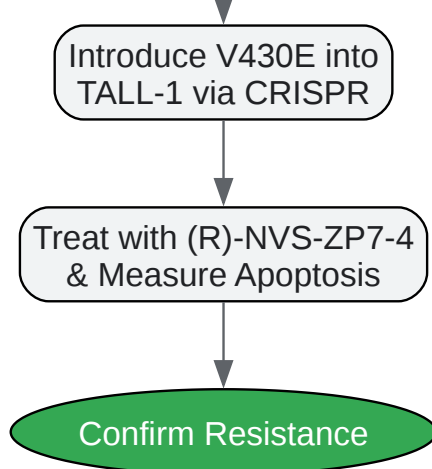 Introduce V430E into
TALL-1 via CRISPR
Treat with (R)-NVS-ZP7-4
& Measure Apoptosis
Confirm Resistance